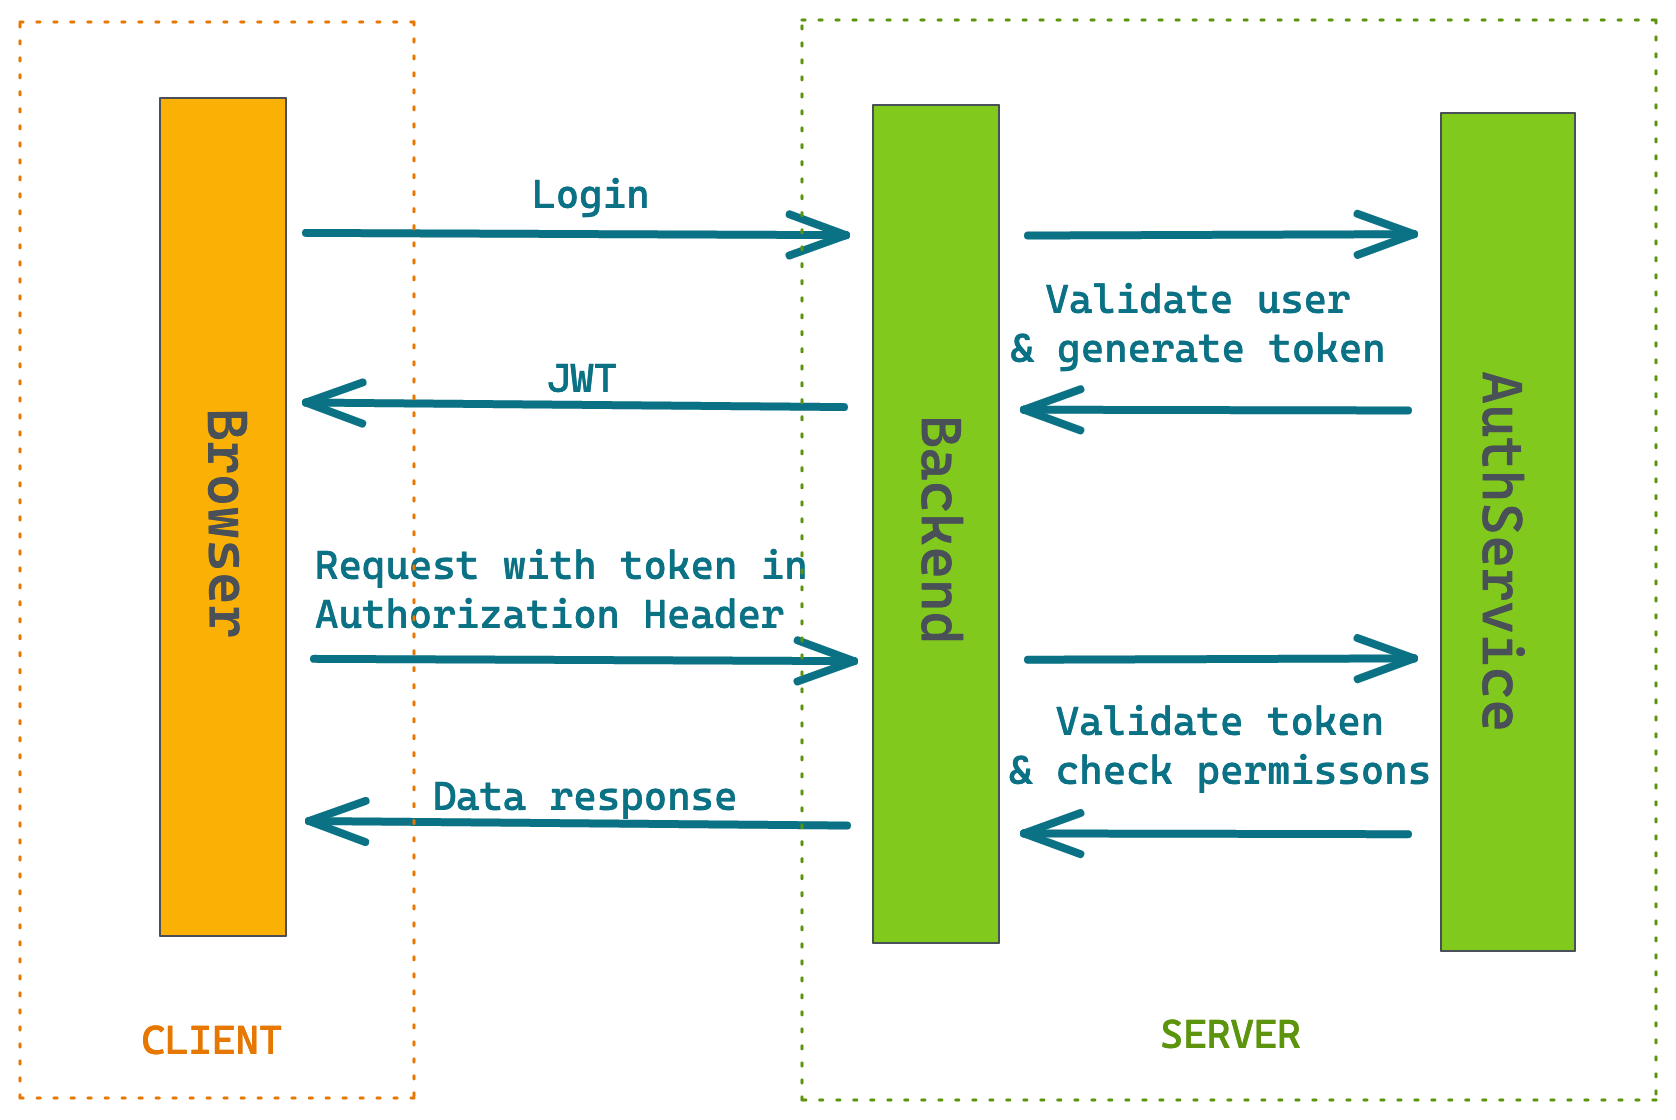 Login
Validate user
& generate token
JWT
Browser
Backend
AuthService
Request with token in
Authorization Header
Validate token
& check permissons
Data response
CLIENT
SERVER